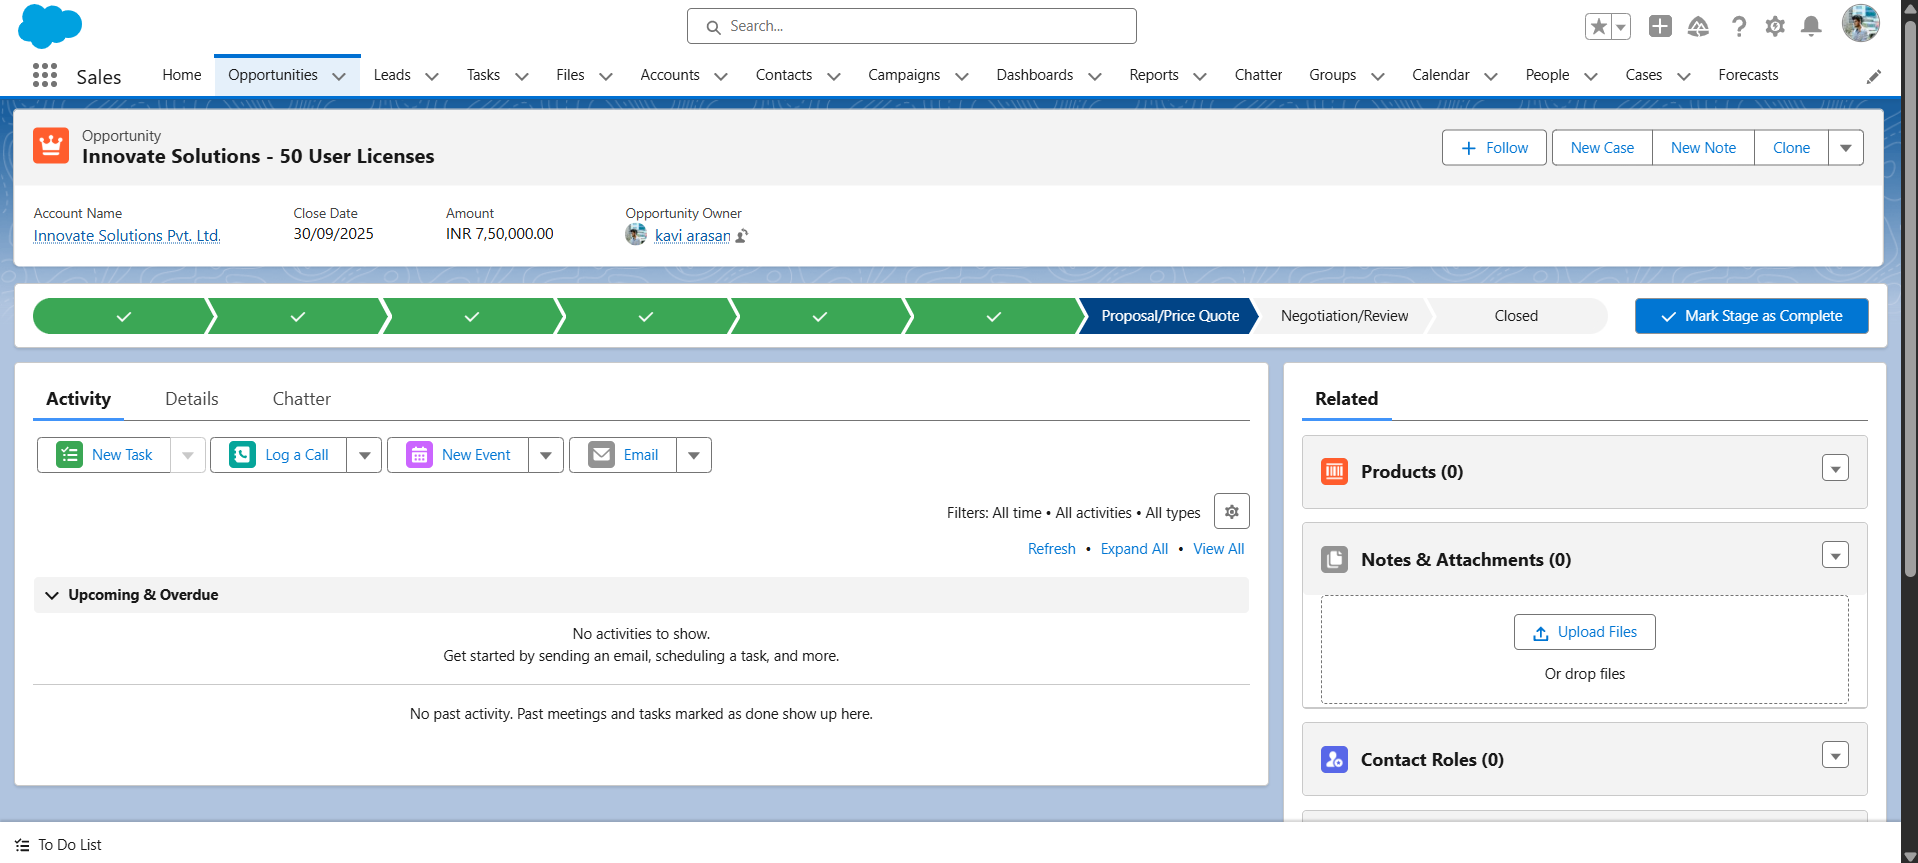 Search...
Sales
Home
Opportunities
Leads
Tasks
Files
Accounts
Contacts
Campaigns
Dashboards
Reports
Chatter
Groups
Calendar
People
Cases
Forecasts
Opportunity
Innovate Solutions - 50 User Licenses
Follow
New Case
New Note
Clone
Account Name
Innovate Solutions Pvt. Ltd.
Close Date
30/09/2025
Amount
INR 7,50,000.00
Opportunity Owner
kavi arasan
Proposal/Price Quote
Negotiation/Review
Closed
Mark Stage as Complete
Activity
Details
Chatter
New Task
Log a Call
New Event
Email
Filters: All time • All activities • All types
Refresh • Expand All • View All
Upcoming & Overdue
No activities to show.
Get started by sending an email, scheduling a task, and more.
No past activity. Past meetings and tasks marked as done show up here.
Related
Products (0)
Notes & Attachments (0)
Upload Files
Or drop files
Contact Roles (0)
To Do List